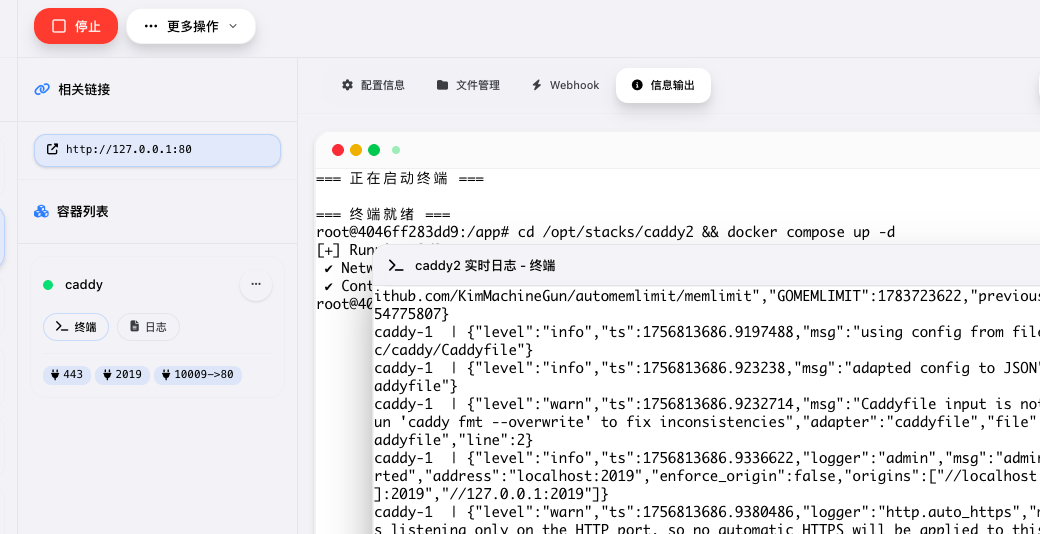 停止
更多操作
相关链接
配置信息
文件管理
Webhook
信息输出
http://127.0.0.1:80
=== 正在启动终端 ===
容器列表
=== 终端就绪 ===
root@4046ff283dd9:/app# cd /opt/stacks/caddy2 && docker compose up -d
[+] Runn
✔ Netw
✔ Cont
root@40
caddy2 实时日志 - 终端
caddy
终端
日志
443
2019
10009->80
ithub.com/KimMachineGun/automemlimit/memlimit","GOMEMLIMIT":1783723622,"previous
54775807}
caddy-1 | {"level":"info","ts":1756813686.9197488,"msg":"using config from file
c/caddy/Caddyfile"}
caddy-1 | {"level":"info","ts":1756813686.923238,"msg":"adapted config to JSON"
addyfile"}
caddy-1 | {"level":"warn","ts":1756813686.9232714,"msg":"Caddyfile input is not
un 'caddy fmt --overwrite' to fix inconsistencies","adapter":"caddyfile","file"
addyfile","line":2}
caddy-1 | {"level":"info","ts":1756813686.9336622,"logger":"admin","msg":"admin
rted","address":"localhost:2019","enforce_origin":false,"origins":["//localhost:
]:2019","//127.0.0.1:2019"]}
caddy-1 | {"level":"warn","ts":1756813686.9380486,"logger":"http.auto_https","m
s listening only on the HTTP port, so no automatic HTTPS will be applied to this